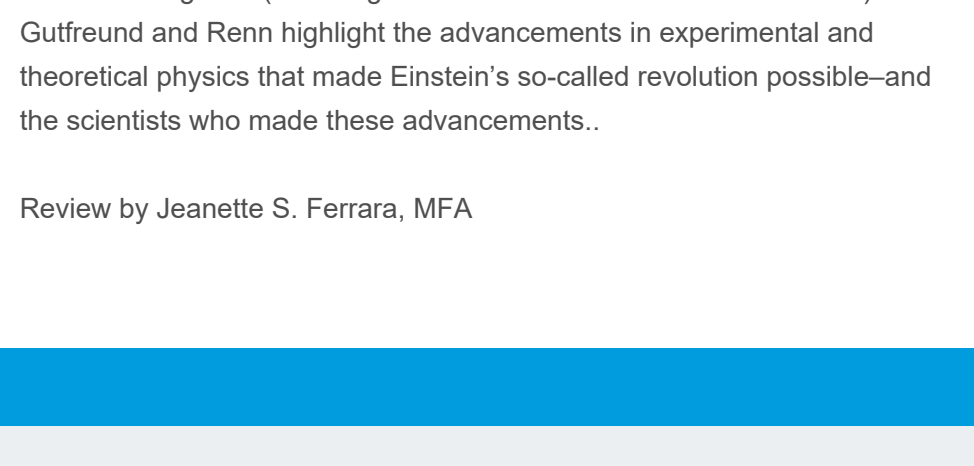 Gutfreund and Renn highlight the advancements in experimental and
theoretical physics that made Einstein’s so-called revolution possible–and
the scientists who made these advancements..
Review by Jeanette S. Ferrara, MFA